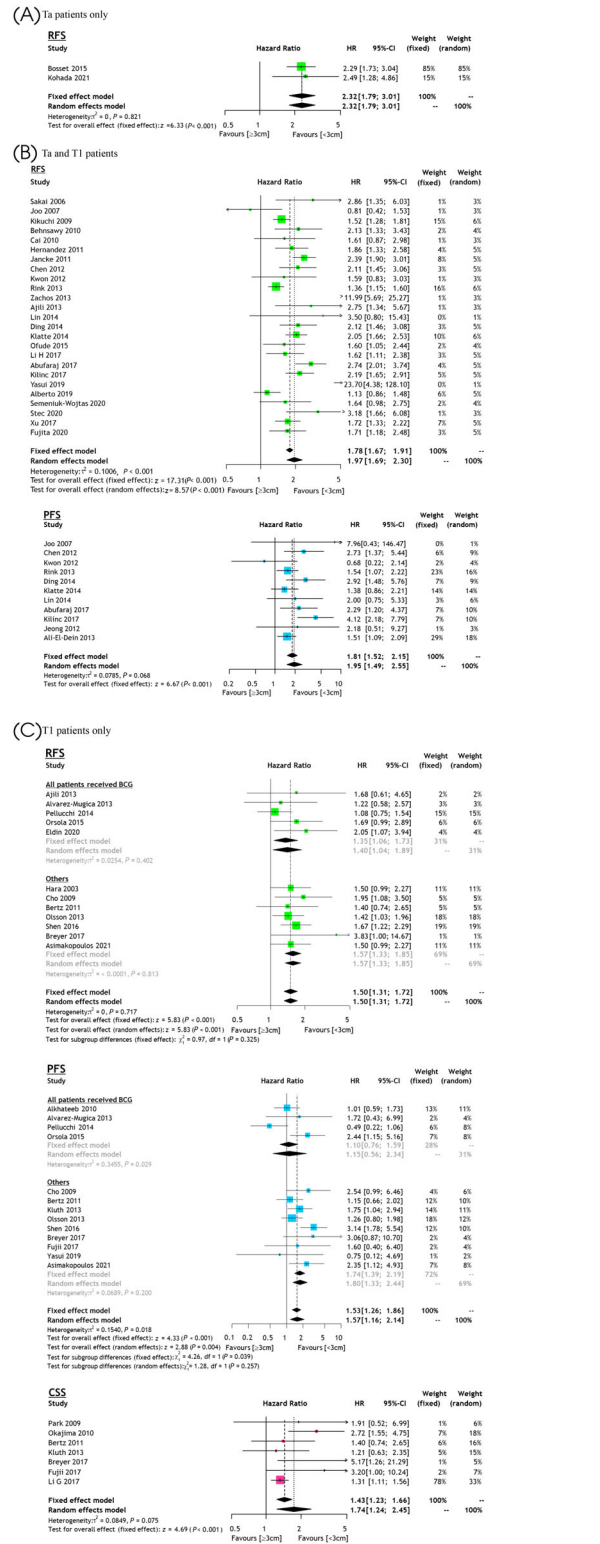 (A) Ta patients only
RFS
Study Hazard Ratio HR 95%-CI Weight (fixed) Weight (random)
Bosset 2015 2.29 [1.73; 3.04] 85% 85%
Kohada 2021 2.49 [1.28; 4.86] 15% 15%
Fixed effect model 2.32[1.79; 3.01] 100% --
Random effects model 2.32[1.79; 3.01] -- 100%
Heterogeneity:τ² = 0, P = 0.821
Test for overall effect (fixed effect): z =6.33 (P< 0.001) 0.5 1 2 5
Favours [≥3cm] Favours [<3cm]
(B) Ta and T1 patients
RFS
Study Hazard Ratio HR 95%-CI Weight (fixed) Weight (random)
Sakai 2006 2.86 [1.35; 6.03] 1% 3%
Joo 2007 0.81 [0.42; 1.53] 1% 3%
Kikuchi 2009 1.52 [1.28; 1.81] 15% 6%
Behnsawy 2010 2.13 [1.33; 3.43] 2% 4%
Cai 2010 1.61 [0.87; 2.98] 1% 3%
Hernandez 2011 1.86 [1.33; 2.58] 4% 5%
Jancke 2011 2.39 [1.90; 3.01] 8% 5%
Chen 2012 2.11 [1.45; 3.06] 3% 5%
Kwon 2012 1.59 [0.83; 3.03] 1% 3%
Rink 2013 1.36 [1.15; 1.60] 16% 6%
Zachos 2013 11.99 [5.69; 25.27] 1% 3%
Ajili 2013 2.75 [1.34; 5.67] 1% 3%
Lin 2014 3.50 [0.80; 15.43] 0% 1%
Ding 2014 2.12 [1.46; 3.08] 3% 5%
Klatte 2014 2.05 [1.66; 2.53] 10% 6%
Ofude 2015 1.60 [1.05; 2.44] 2% 4%
Li H 2017 1.62 [1.11; 2.38] 3% 5%
Abufaraj 2017 2.74 [2.01; 3.74] 4% 5%
Kilinc 2017 2.19 [1.65; 2.91] 5% 5%
Yasui 2019 23.70[4.38; 128.10] 0% 1%
Alberto 2019 1.13 [0.86; 1.48] 6% 5%
Semeniuk-Wojtas 2020 1.64 [0.98; 2.75] 2% 4%
Stec 2020 3.18 [1.66; 6.08] 1% 3%
Xu 2017 1.72 [1.33; 2.22] 7% 5%
Fujita 2020 1.71 [1.18; 2.48] 3% 5%
Fixed effect model 1.78 [1.67; 1.91] 100% --
Random effects model 1.97 [1.69; 2.30] -- 100%
Heterogeneity:τ² = 0.1006, P < 0.001
Test for overall effect (fixed effect): z = 17.31(P< 0.001) 0.5 1 2 5
Test for overall effect (random effects):z= 8.57(P< 0.001) Favours [≥3cm] Favours [<3cm]
PFS
Study Hazard Ratio HR 95%-CI Weight (fixed) Weight (random)
Joo 2007 7.96[0.43; 146.47] 0% 1%
Chen 2012 2.73 [1.37; 5.44] 6% 9%
Kwon 2012 0.68 [0.22; 2.14] 2% 4%
Rink 2013 1.54 [1.07; 2.22] 23% 16%
Ding 2014 2.92 [1.48; 5.76] 7% 9%
Klatte 2014 1.38 [0.86; 2.21] 14% 14%
Lin 2014 2.00 [0.75; 5.33] 3% 6%
Abufaraj 2017 2.29 [1.20; 4.37] 7% 10%
Kilinc 2017 4.12 [2.18; 7.79] 7% 10%
Jeong 2012 2.18 [0.51; 9.27] 1% 3%
Ali-El-Dein 2013 1.51 [1.09; 2.09] 29% 18%
Fixed effect model 1.81 [1.52; 2.15] 100% --
Random effects model 1.95 [1.49; 2.55] -- 100%
Heterogeneity:τ² = 0.0785, P = 0.068
Test for overall effect (fixed effect): z = 6.67 (P<0.001) 0.2 0.5 1 2 5 10
Favours [≥3cm] Favours [<3cm]
(C) T1 patients only
RFS
Study Hazard Ratio HR 95%-CI Weight (fixed) Weight (random)
All patients received BCG
Ajili 2013 1.68 [0.61; 4.65] 2% 2%
Alvarez-Mugica 2013 1.22 [0.58; 2.57] 3% 3%
Pellucchi 2014 1.08 [0.75; 1.54] 15% 15%
Orsola 2015 1.69 [0.99; 2.89] 6% 6%
Eldin 2020 2.05 [1.07; 3.94] 4% 4%
Fixed effect model 1.35[1.06; 1.73] 31% --
Random effects model 1.40[1.04; 1.89] -- 31%
Heterogeneity:τ² = 0.0254, P = 0.402
Others
Hara 2003 1.50 [0.99; 2.27] 11% 11%
Cho 2009 1.95 [1.08; 3.50] 5% 5%
Bertz 2011 1.40 [0.74; 2.65] 5% 5%
Olsson 2013 1.42 [1.03; 1.96] 18% 18%
Shen 2016 1.67 [1.22; 2.29] 19% 19%
Breyer 2017 3.83[1.00; 14.67] 1% 1%
Asimakopoulos 2021 1.50 [0.99; 2.27] 11% 11%
Fixed effect model 1.57[1.33; 1.85] 69% --
Random effects model 1.57[1.33; 1.85] -- 69%
Heterogeneity:τ² = < 0.0001, P = 0.813
Fixed effect model 1.50[1.31; 1.72] 100% --
Random effects model 1.50[1.31; 1.72] -- 100%
Heterogeneity:τ² = 0, P = 0.717
Test for overall effect (fixed effect): z = 5.83 (P < 0.001) 0.5 1 2 5
Test for overall effect (random effects): z = 5.83 (P < 0.001) Favours [≥3cm] Favours [<3cm]
Test for subgroup differences (fixed effect): χ²₁ = 0.97, df = 1 (P = 0.325)
PFS
Study Hazard Ratio HR 95%-CI Weight (fixed) Weight (random)
All patients received BCG
Alkhateeb 2010 1.01 [0.59; 1.73] 13% 11%
Alvarez-Mugica 2013 1.72 [0.43; 6.99] 2% 4%
Pellucchi 2014 0.49 [0.22; 1.06] 6% 8%
Orsola 2015 2.44 [1.15; 5.16] 7% 8%
Fixed effect model 1.10[0.76; 1.59] 28% --
Random effects model 1.15[0.56; 2.34] -- 31%
Heterogeneity:τ² = 0.3455, P = 0.029
Others
Cho 2009 2.54 [0.99; 6.46] 4% 6%
Bertz 2011 1.15 [0.66; 2.02] 12% 10%
Kluth 2013 1.75 [1.04; 2.94] 14% 11%
Olsson 2013 1.26 [0.80; 1.98] 18% 12%
Shen 2016 3.14 [1.78; 5.54] 12% 10%
Breyer 2017 3.06[0.87; 10.70] 2% 4%
Fujii 2017 1.60 [0.40; 6.40] 2% 4%
Yasui 2019 0.75 [0.12; 4.69] 1% 2%
Asimakopoulos 2021 2.35 [1.12; 4.93] 7% 8%
Fixed effect model 1.74[1.39; 2.19] 72% --
Random effects model 1.80[1.33; 2.44] -- 69%
Heterogeneity:τ² = 0.0689, P = 0.200
Fixed effect model 1.53[1.26; 1.86] 100% --
Random effects model 1.57[1.16; 2.14] -- 100%
Heterogeneity:τ² = 0.1540, P = 0.018
Test for overall effect (fixed effect): z = 4.33 (P < 0.001) 0.1 0.2 0.5 1 2 5 10
Test for overall effect (random effects): z = 2.88 (P = 0.004) Favours [≥3cm] Favours [<3cm]
Test for subgroup differences (fixed effect): χ²₁ = 4.26, df = 1 (P = 0.039)
Test for subgroup differences (random effects):χ²₁= 1.28, df = 1 (P = 0.257)
CSS
Study Hazard Ratio HR 95%-CI Weight (fixed) Weight (random)
Park 2009 1.91 [0.52; 6.99] 1% 6%
Okajima 2010 2.72 [1.55; 4.75] 7% 18%
Bertz 2011 1.40 [0.74; 2.65] 6% 16%
Kluth 2013 1.21 [0.63; 2.35] 5% 15%
Breyer 2017 5.17[1.26; 21.29] 1% 5%
Fujii 2017 3.20[1.00; 10.24] 2% 7%
Li G 2017 1.31 [1.11; 1.56] 78% 33%
Fixed effect model 1.43[1.23; 1.66] 100% --
Random effects model 1.74[1.24; 2.45] -- 100%
Heterogeneity:τ² = 0.0849, P = 0.075
Test for overall effect (fixed effect): z = 4.69 (P < 0.001) 0.5 1 2 5
Favours [≥3cm] Favours [<3cm]